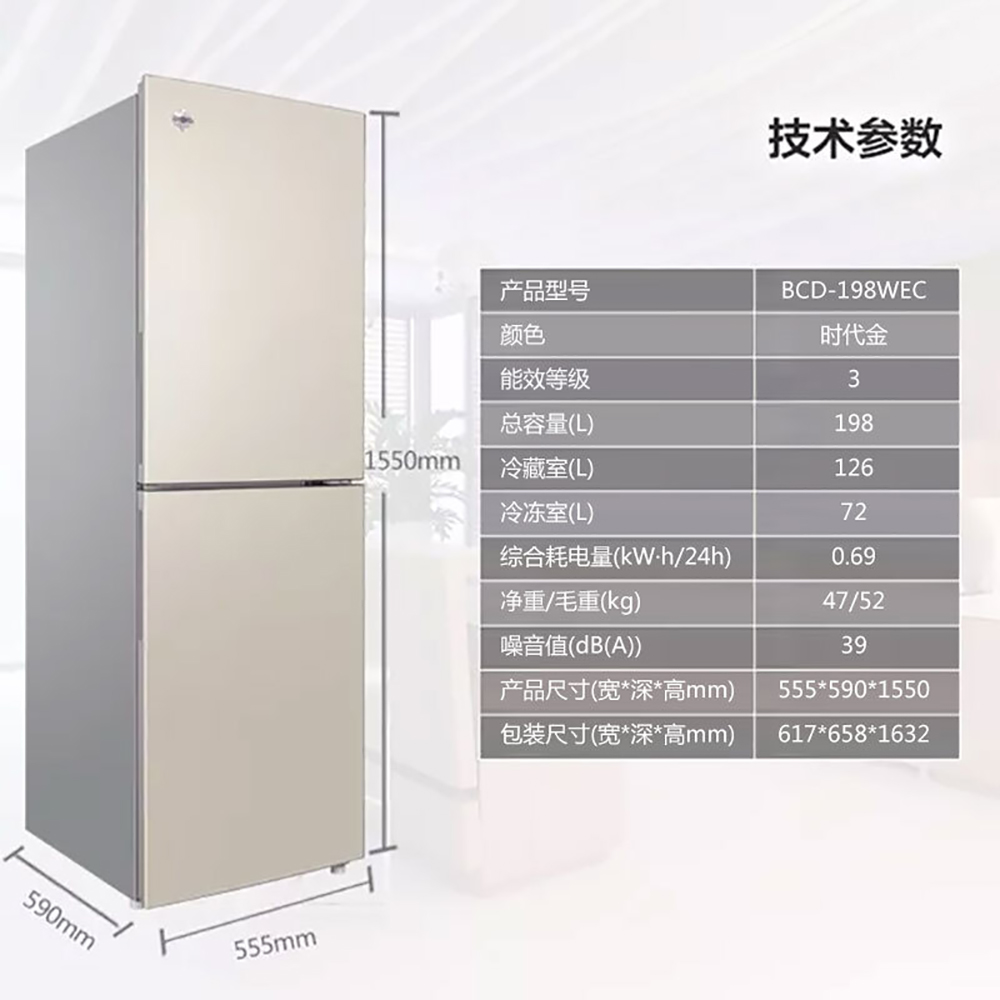 技术参数
产品型号 BCD-198WEC
颜色 时代金
能效等级 3
总容量(L) 198
冷藏室(L) 126
冷冻室(L) 72
综合耗电量(kW·h/24h) 0.69
净重/毛重(kg) 47/52
噪音值(dB(A)) 39
产品尺寸(宽*深*高mm) 555*590*1550
包装尺寸(宽*深*高mm) 617*658*1632
1550mm
590mm
555mm